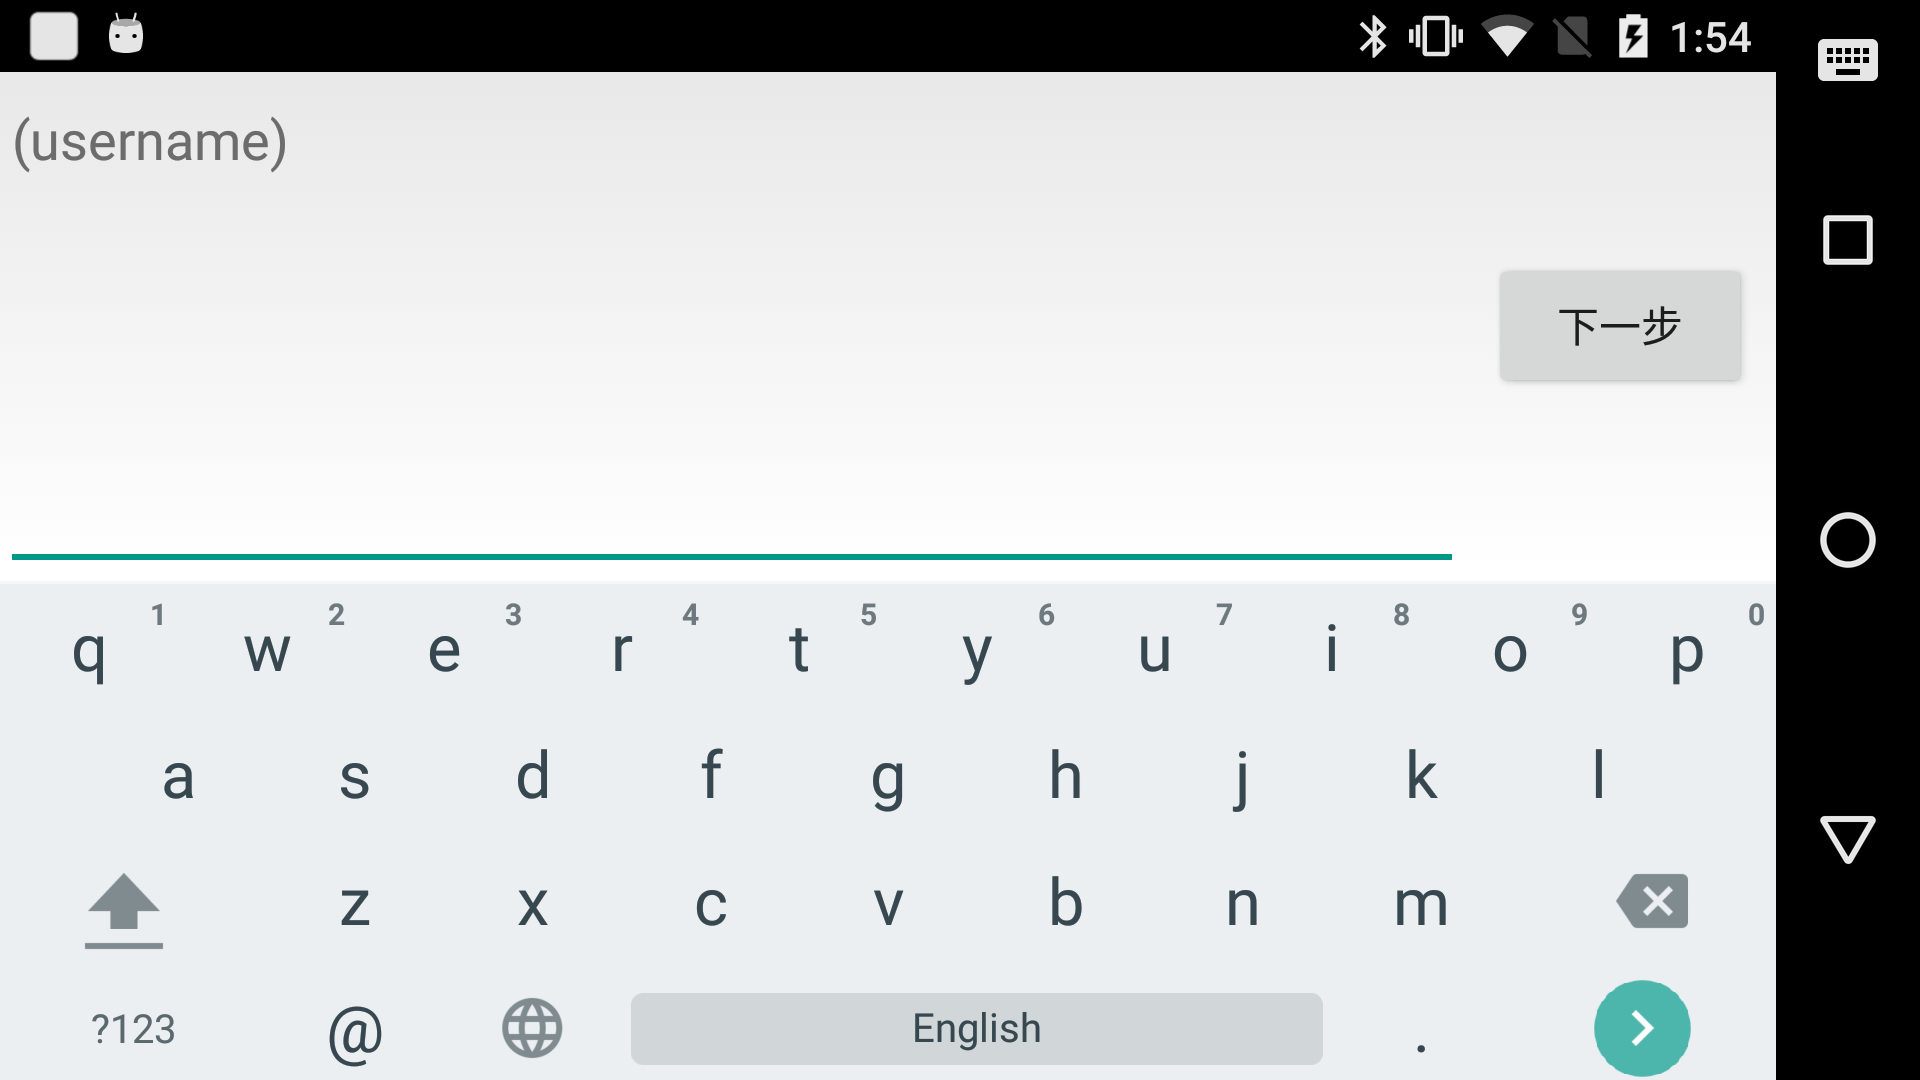 1:54
(username)
下一步
1 2 3 4 5 6 7 8 9 0
q w e r t y u i o p
a s d f g h j k l
z x c v b n m
?123 @ English .